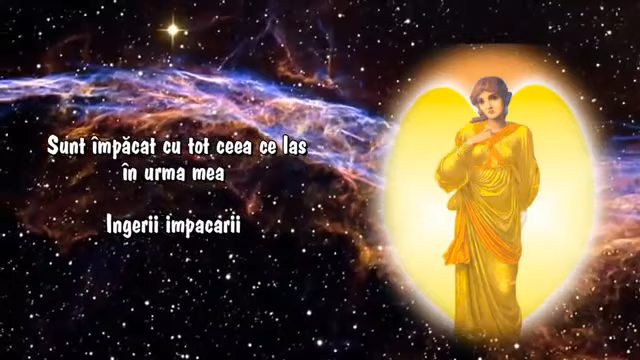 Sunt împăcat cu tot ceea ce las
în urma mea
Ingerii impacarii